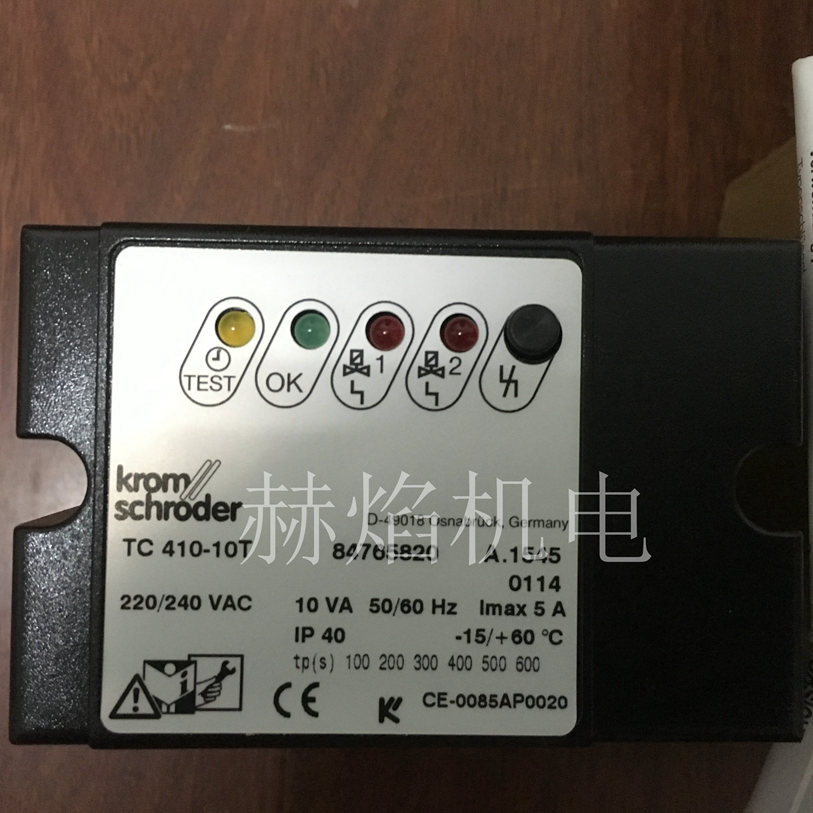 TEST
OK
1
2
krom
schroder
D-49018 Osnabrück, Germany
赫焰机电
TC 410-10T 84765820 A.1545
0114
220/240 VAC 10 VA 50/60 Hz Imax 5 A
IP 40 -15/+60 °C
tp(s) 100 200 300 400 500 600
CE CE-0085AP0020